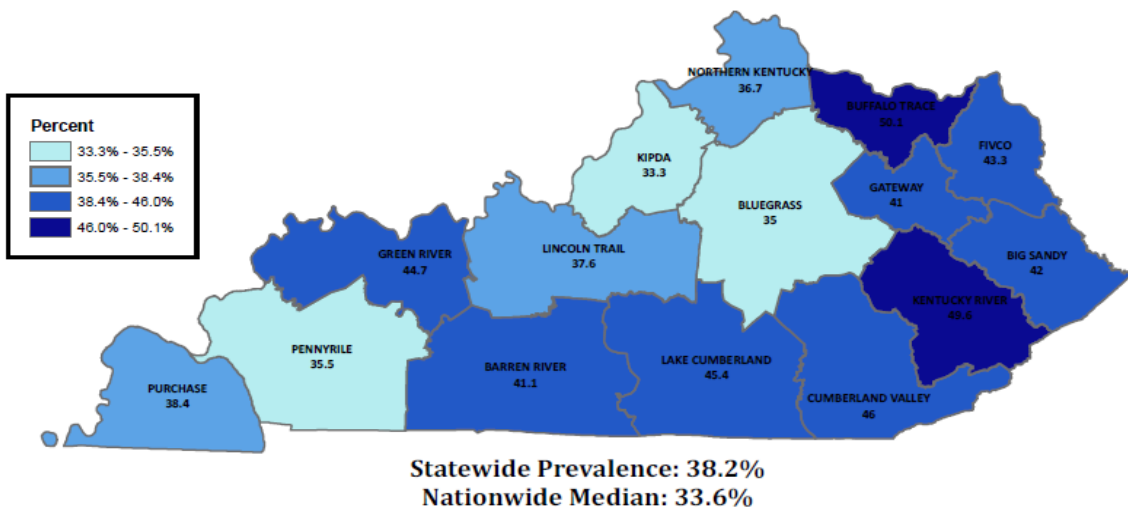 Percent
33.3% - 35.5%
35.5% - 38.4%
38.4% - 46.0%
46.0% - 50.1%
NORTHERN KENTUCKY
36.7
BUFFALO TRACE
50.1
FIVCO
43.3
KIPDA
33.3
GATEWAY
41
BLUEGRASS
35
LINCOLN TRAIL
37.6
GREEN RIVER
44.7
BIG SANDY
42
KENTUCKY RIVER
49.6
PENNYRILE
35.5
BARREN RIVER
41.1
LAKE CUMBERLAND
45.4
PURCHASE
38.4
CUMBERLAND VALLEY
46
Statewide Prevalence: 38.2%
Nationwide Median: 33.6%